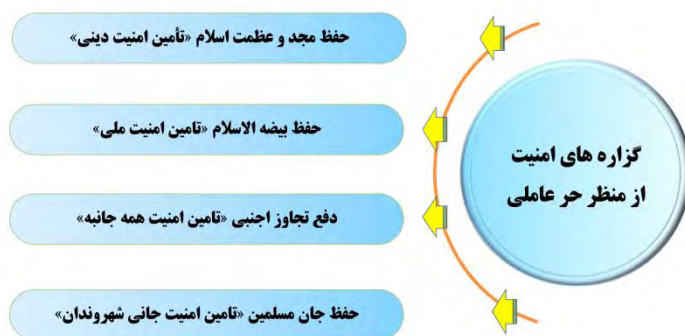 گزاره های امنیت
از منظر حر عاملی
حفظ مجد و عظمت اسلام «تأمین امنیت دینی»
حفظ بیضه الاسلام «تامین امنیت ملی»
دفع تجاوز اجنبی «تامین امنیت همه جانبه»
حفظ جان مسلمین «تامین امنیت جانی شهروندان»